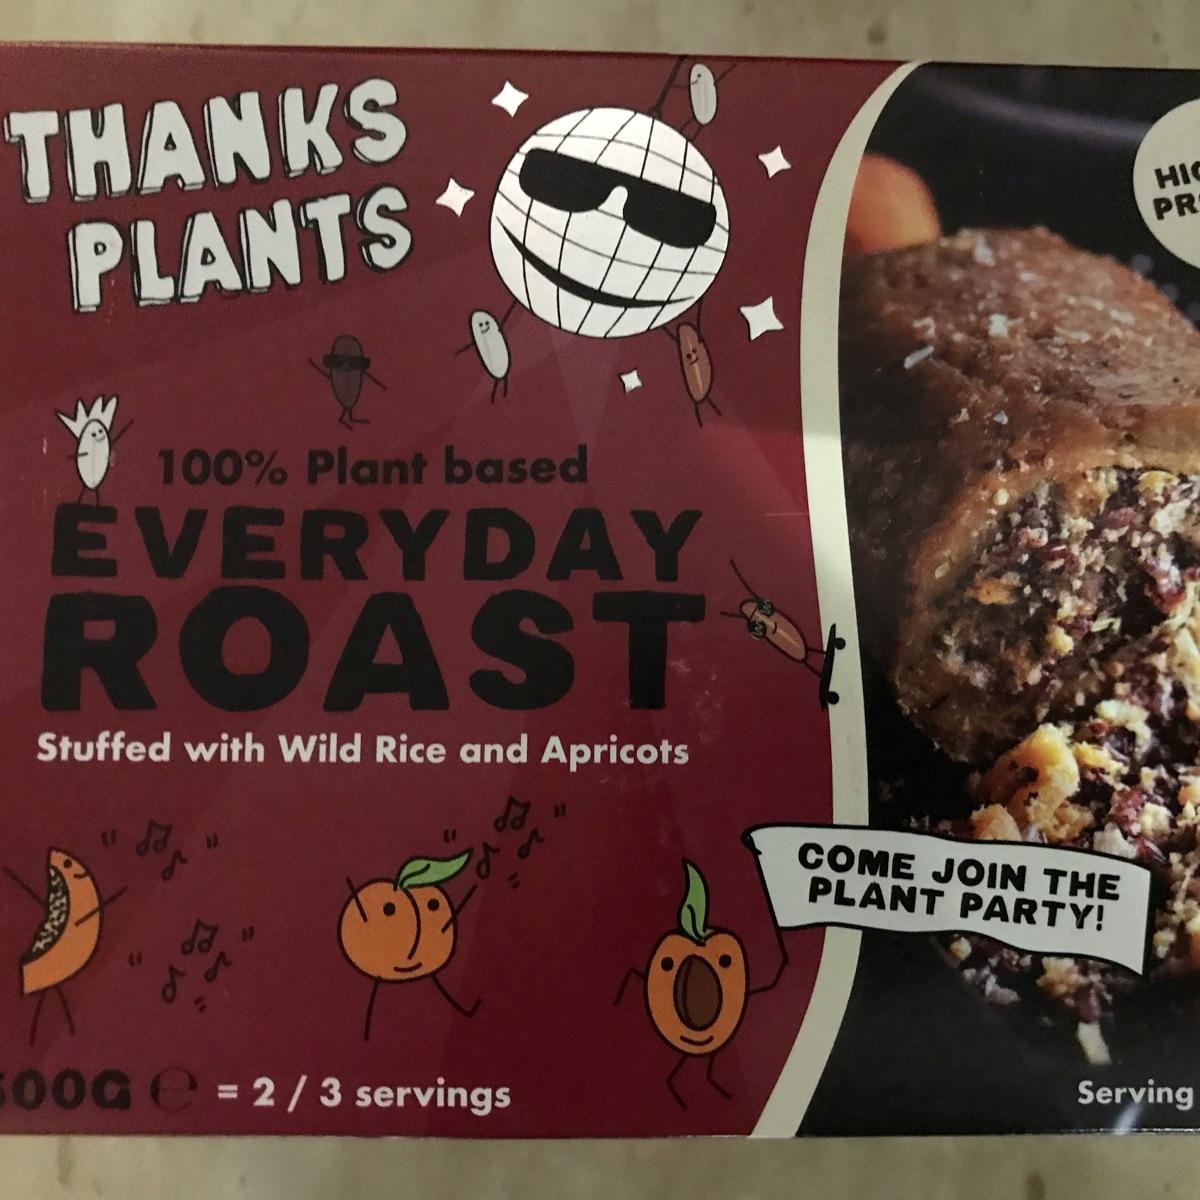 THANKS
PLANTS
100% Plant based
EVERYDAY
ROAST
Stuffed with Wild Rice and Apricots
COME JOIN THE
PLANT PARTY!
℮ = 2 / 3 servings
Serving